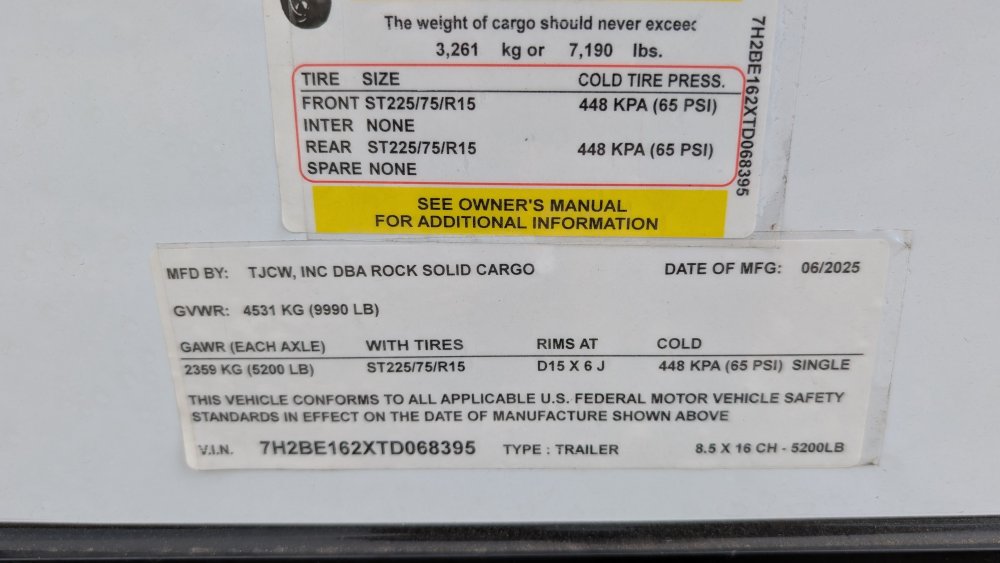 The weight of cargo should never exceed
3,261 kg or 7,190 lbs.
TIRE SIZE COLD TIRE PRESS.
FRONT ST225/75/R15 448 KPA (65 PSI)
INTER NONE
REAR ST225/75/R15 448 KPA (65 PSI)
SPARE NONE
SEE OWNER'S MANUAL
FOR ADDITIONAL INFORMATION
7H2BE162XTD068395
MFD BY: TJCW, INC DBA ROCK SOLID CARGO DATE OF MFG: 06/2025
GVWR: 4531 KG (9990 LB)
GAWR (EACH AXLE) WITH TIRES RIMS AT COLD
2359 KG (5200 LB) ST225/75/R15 D15 X 6 J 448 KPA (65 PSI) SINGLE
THIS VEHICLE CONFORMS TO ALL APPLICABLE U.S. FEDERAL MOTOR VEHICLE SAFETY
STANDARDS IN EFFECT ON THE DATE OF MANUFACTURE SHOWN ABOVE
V.I.N. 7H2BE162XTD068395 TYPE : TRAILER 8.5 X 16 CH - 5200LB